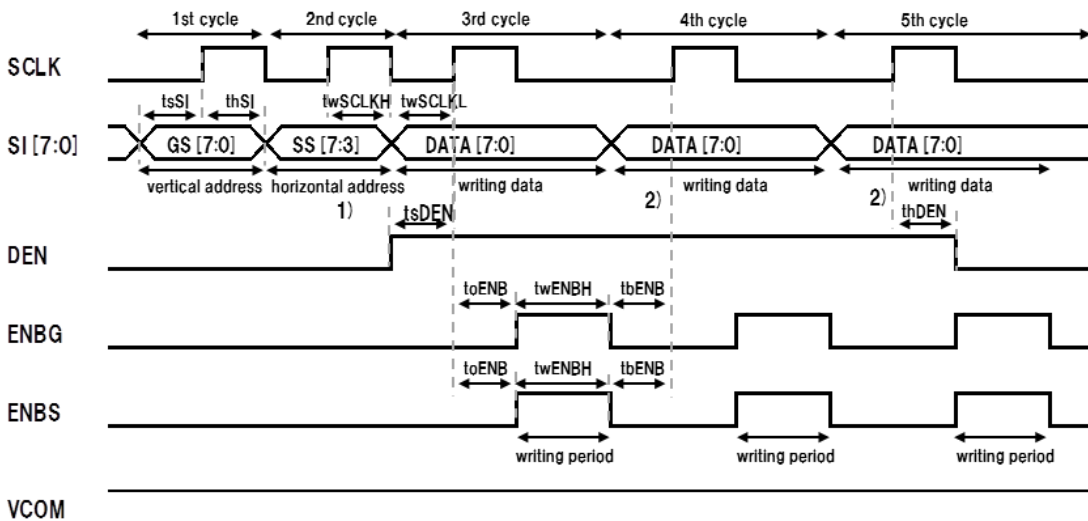 1st cycle 2nd cycle 3rd cycle 4th cycle 5th cycle
SCLK
tsSI thSI twSCLKH twSCLKL
SI[7:0] GS [7:0] SS [7:3] DATA [7:0] DATA [7:0] DATA [7:0]
vertical address horizontal address writing data writing data writing data
1) 2) 2)
tsDEN thDEN
DEN
toENB twENBH tbENB
ENBG
toENB twENBH tbENB
ENBS
writing period writing period writing period
VCOM